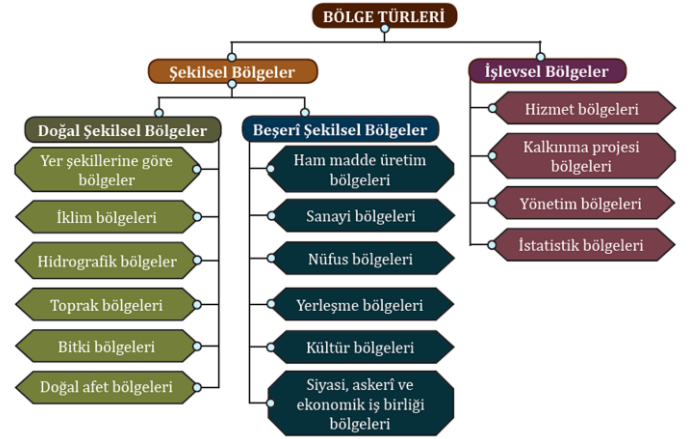 BÖLGE TÜRLERİ
Şekilsel Bölgeler
İşlevsel Bölgeler
Doğal Şekilsel Bölgeler
Yer şekillerine göre
bölgeler
İklim bölgeleri
Hidrografik bölgeler
Toprak bölgeleri
Bitki bölgeleri
Doğal afet bölgeleri
Beşerî Şekilsel Bölgeler
Ham madde üretim
bölgeleri
Sanayi bölgeleri
Nüfus bölgeleri
Yerleşme bölgeleri
Kültür bölgeleri
Siyasi, askerî ve
ekonomik iş birliği
bölgeleri
Hizmet bölgeleri
Kalkınma projesi
bölgeleri
Yönetim bölgeleri
İstatistik bölgeleri